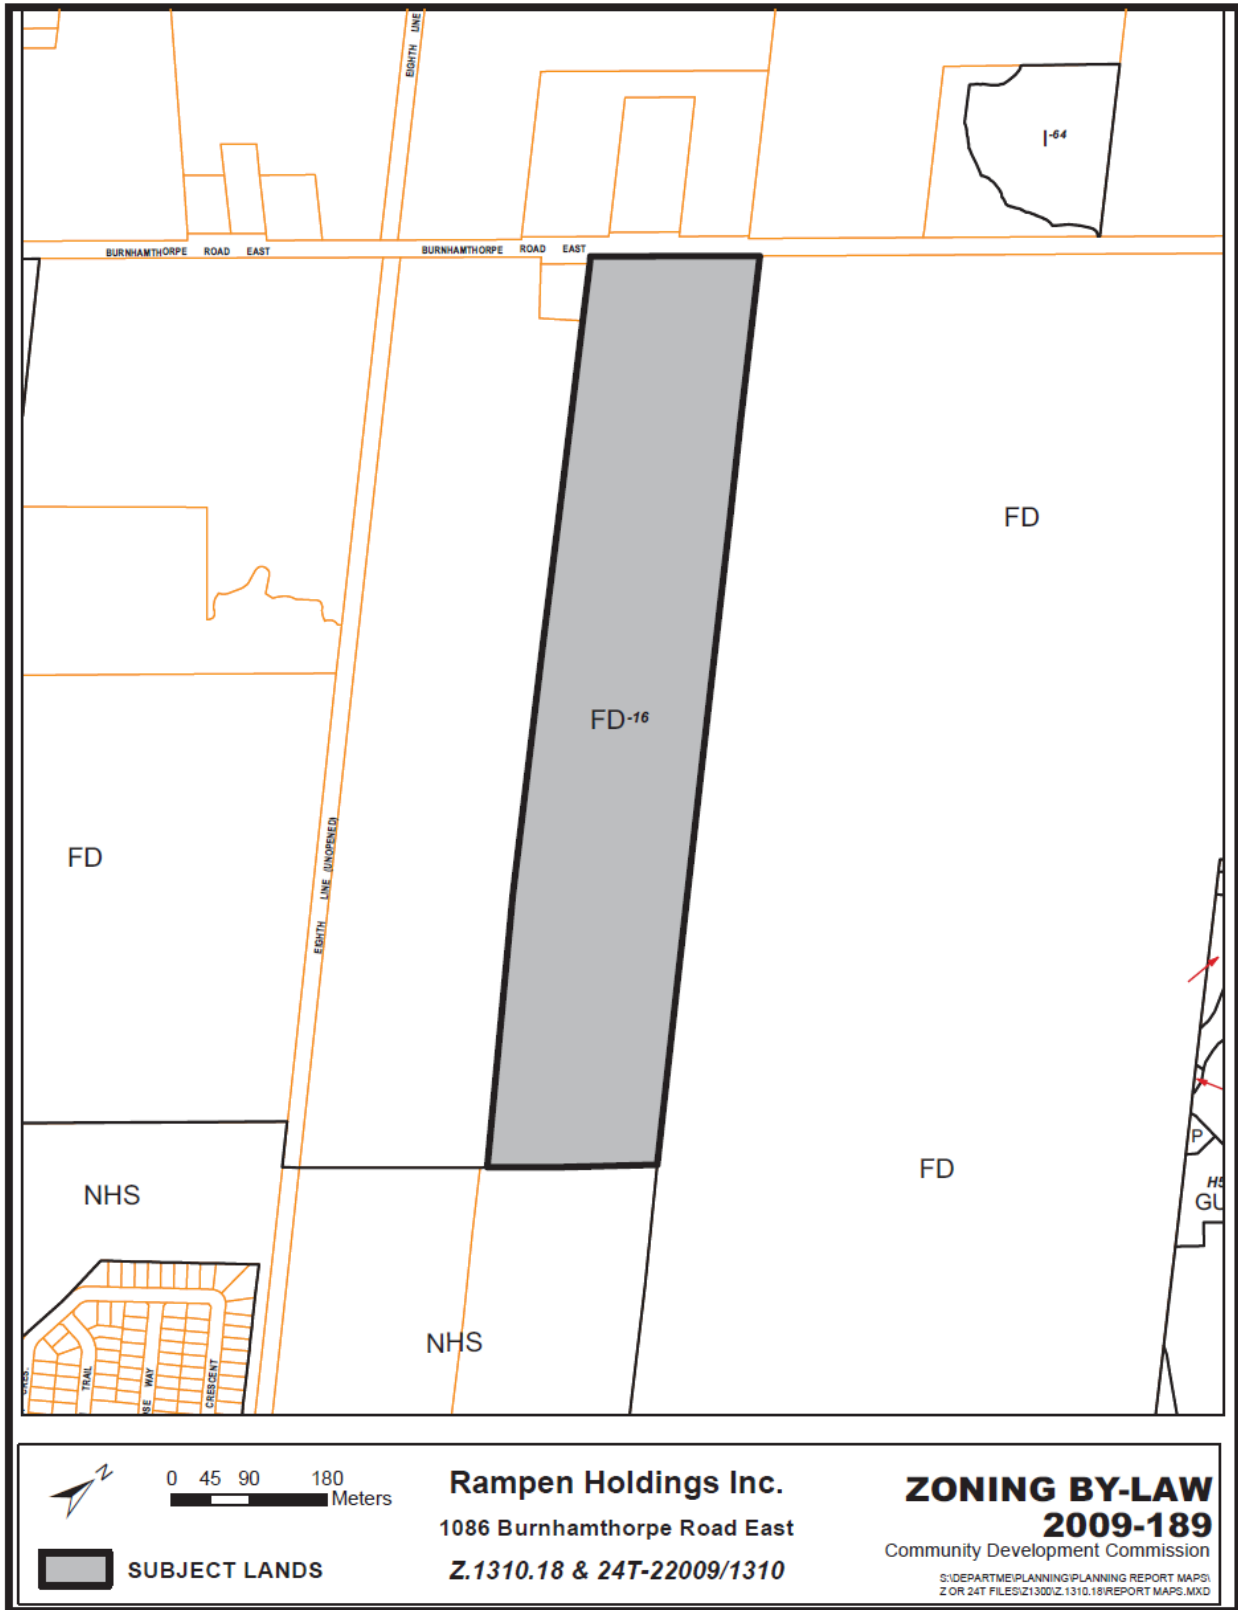 EIGHTH LINE
I-64
BURNHAMTHORPE ROAD EAST
BURNHAMTHORPE ROAD EAST
FD
FD-16
EIGHTH LINE (UNOPENED)
FD
P
FD
NHS
NHS
CRES.
TRAIL
WAY
CRESCENT
N
0 45 90 180
Meters
SUBJECT LANDS
Rampen Holdings Inc.
1086 Burnhamthorpe Road East
Z.1310.18 & 24T-22009/1310
ZONING BY-LAW
2009-189
Community Development Commission
S:\DEPARTME\PLANNING\PLANNING REPORT MAPS\
Z OR 24T FILES\Z1300\Z.1310.18\REPORT MAPS.MXD